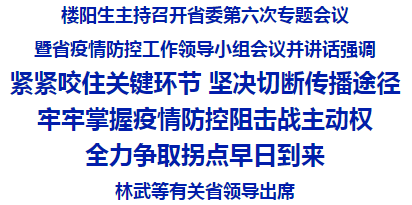 楼阳生主持召开省委第六次专题会议
暨省疫情防控工作领导小组会议并讲话强调
紧紧咬住关键环节 坚决切断传播途径
牢牢掌握疫情防控阻击战主动权
全力争取拐点早日到来
林武等有关省领导出席